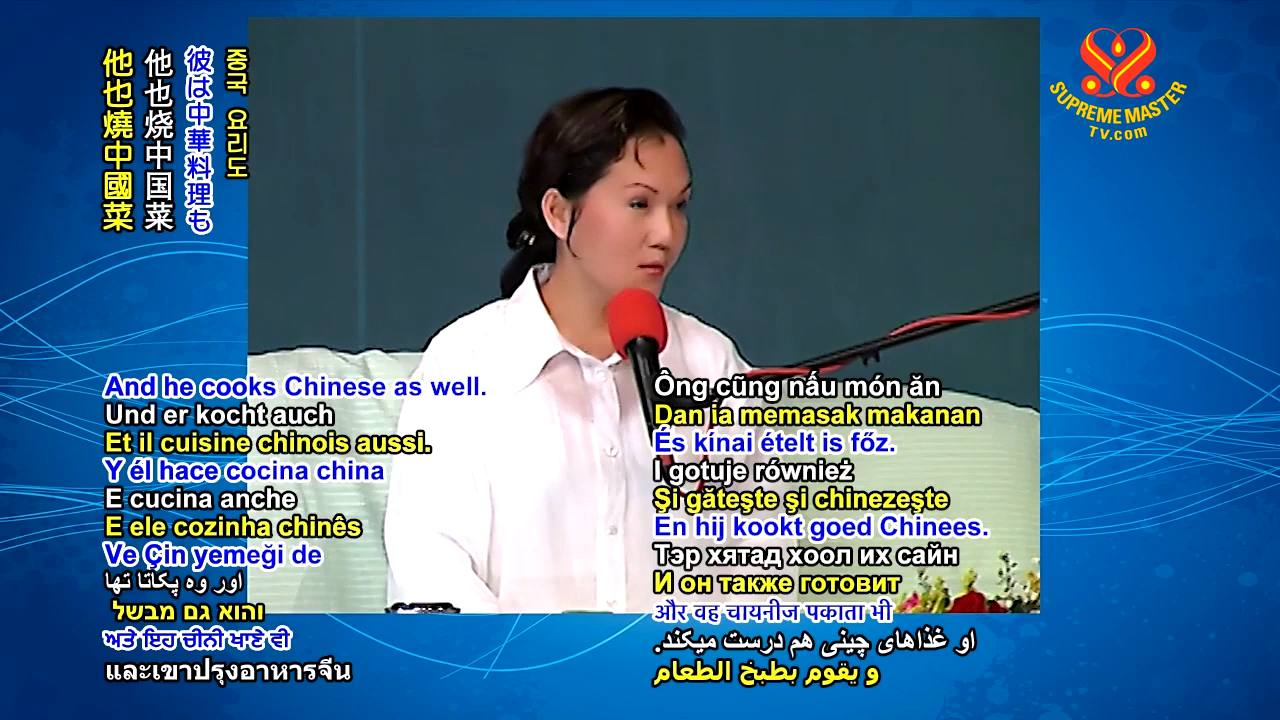 他也燒中國菜
他也烧中国菜
彼は中華料理も
중국 요리도
SUPREME MASTER
TV.com
And he cooks Chinese as well.
Und er kocht auch
Et il cuisine chinois aussi.
Y él hace cocina china
E cucina anche
E ele cozinha chinês
Ve Çin yemeği de
اور وہ پکاتا تھا
והוא גם מבשל
ਅਤੇ ਇਹ ਚੀਨੀ ਖਾਣੇ ਵੀ
และเขาปรุงอาหารจีน
Ông cũng nấu món ăn
Dan ia memasak makanan
És kínai ételt is főz.
I gotuje również
Şi găteşte şi chinezeşte
En hij kookt goed Chinees.
Тэр хятад хоол их сайн
И он также готовит
और वह चायनीज पकाता भी
او غذاهای چینی هم درست میکند.
و يقوم بطبخ الطعام